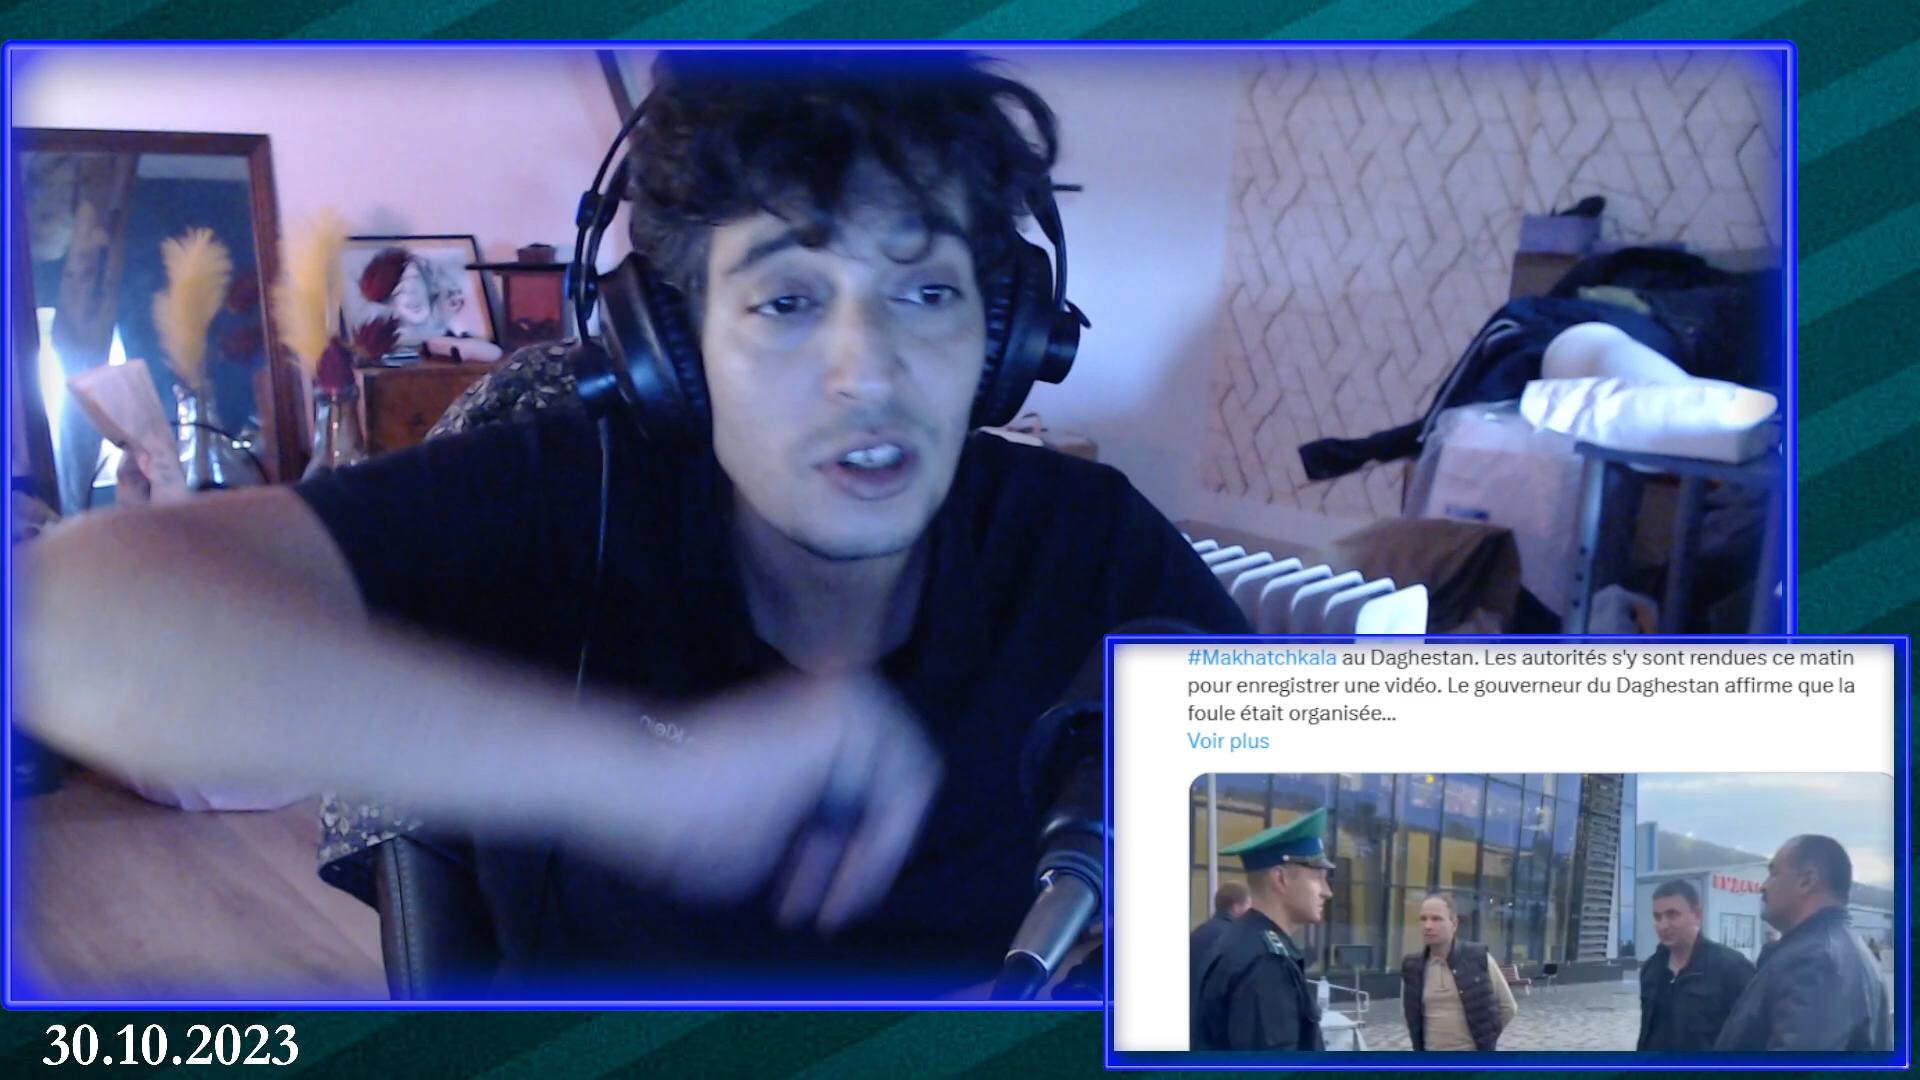 #Makhatchkala au Daghestan. Les autorités s'y sont rendues ce matin
pour enregistrer une vidéo. Le gouverneur du Daghestan affirme que la
foule était organisée...
Voir plus
30.10.2023